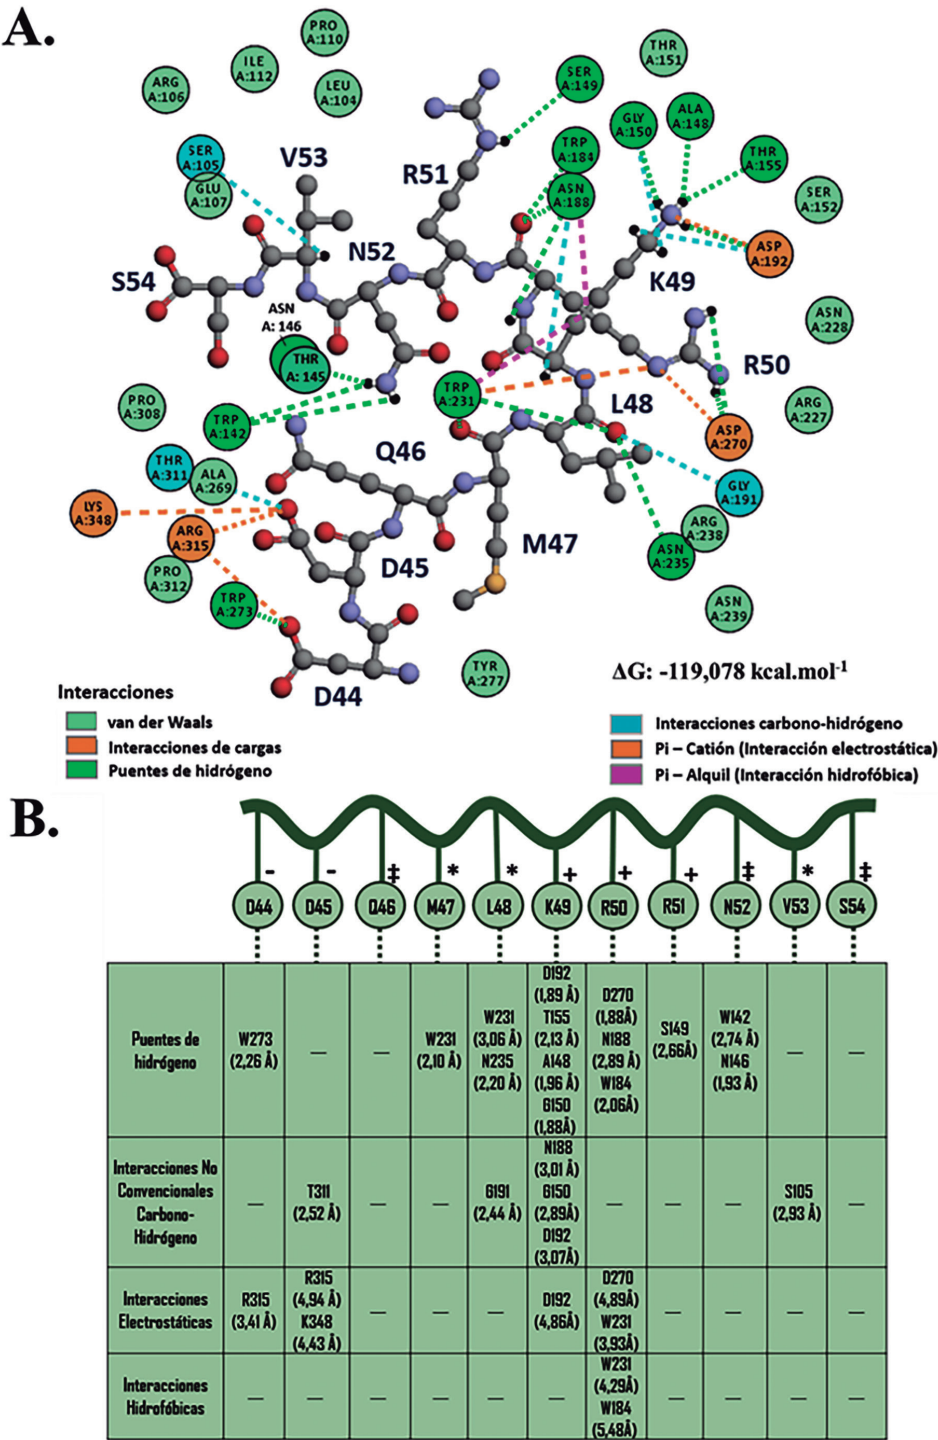 A.
PRO
A:110
ILE
A:112
THR
A:151
ARG
A:106
LEU
A:104
SER
A:149
GLY
A:150
ALA
A:148
SER
A:105
V53
R51
TRP
A:184
THR
A:155
GLU
A:107
ASN
A:188
SER
A:152
N52
ASP
A:192
S54
K49
ASN
A: 146
ASN
A:228
THR
A: 145
R50
TRP
A:231
PRO
A:308
L48
ARG
A:227
TRP
A:142
ASP
A:270
Q46
THR
A:311
ALA
A:269
GLY
A:191
LYS
A:348
ARG
A:315
ARG
A:238
M47
ASN
A:235
D45
PRO
A:312
TRP
A:273
ASN
A:239
TYR
A:277
D44
ΔG: -119,078 kcal.mol-1
Interacciones
van der Waals
Interacciones de cargas
Puentes de hidrógeno
Interacciones carbono-hidrógeno
Pi – Catión (Interacción electrostática)
Pi – Alquil (Interacción hidrofóbica)
B.
- - ‡ * * + + + ‡ * ‡
D44 D45 Q46 M47 L48 K49 R50 R51 N52 V53 S54
Puentes de
hidrógeno
W273
(2,26 Å)
—
—
W231
(2,10 Å)
W231
(3,06 Å)
N235
(2,20 Å)
D192
(1,89 Å)
T155
(2,13 Å)
A148
(1,96 Å)
G150
(1,88Å)
D270
(1,88Å)
N188
(2,89 Å)
W184
(2,06Å)
S149
(2,66Å)
W142
(2,74 Å)
N146
(1,93 Å)
—
—
Interacciones No
Convencionales
Carbono-
Hidrógeno
—
T311
(2,52 Å)
—
—
G191
(2,44 Å)
N188
(3,01 Å)
G150
(2,89Å)
D192
(3,07Å)
—
—
—
S105
(2,93 Å)
—
Interacciones
Electrostáticas
R315
(3,41 Å)
R315
(4,94 Å)
K348
(4,43 Å)
—
—
—
D192
(4,86Å)
D270
(4,89Å)
W231
(3,93Å)
—
—
—
—
Interacciones
Hidrofóbicas
—
—
—
—
—
—
W231
(4,29Å)
W184
(5,48Å)
—
—
—
—